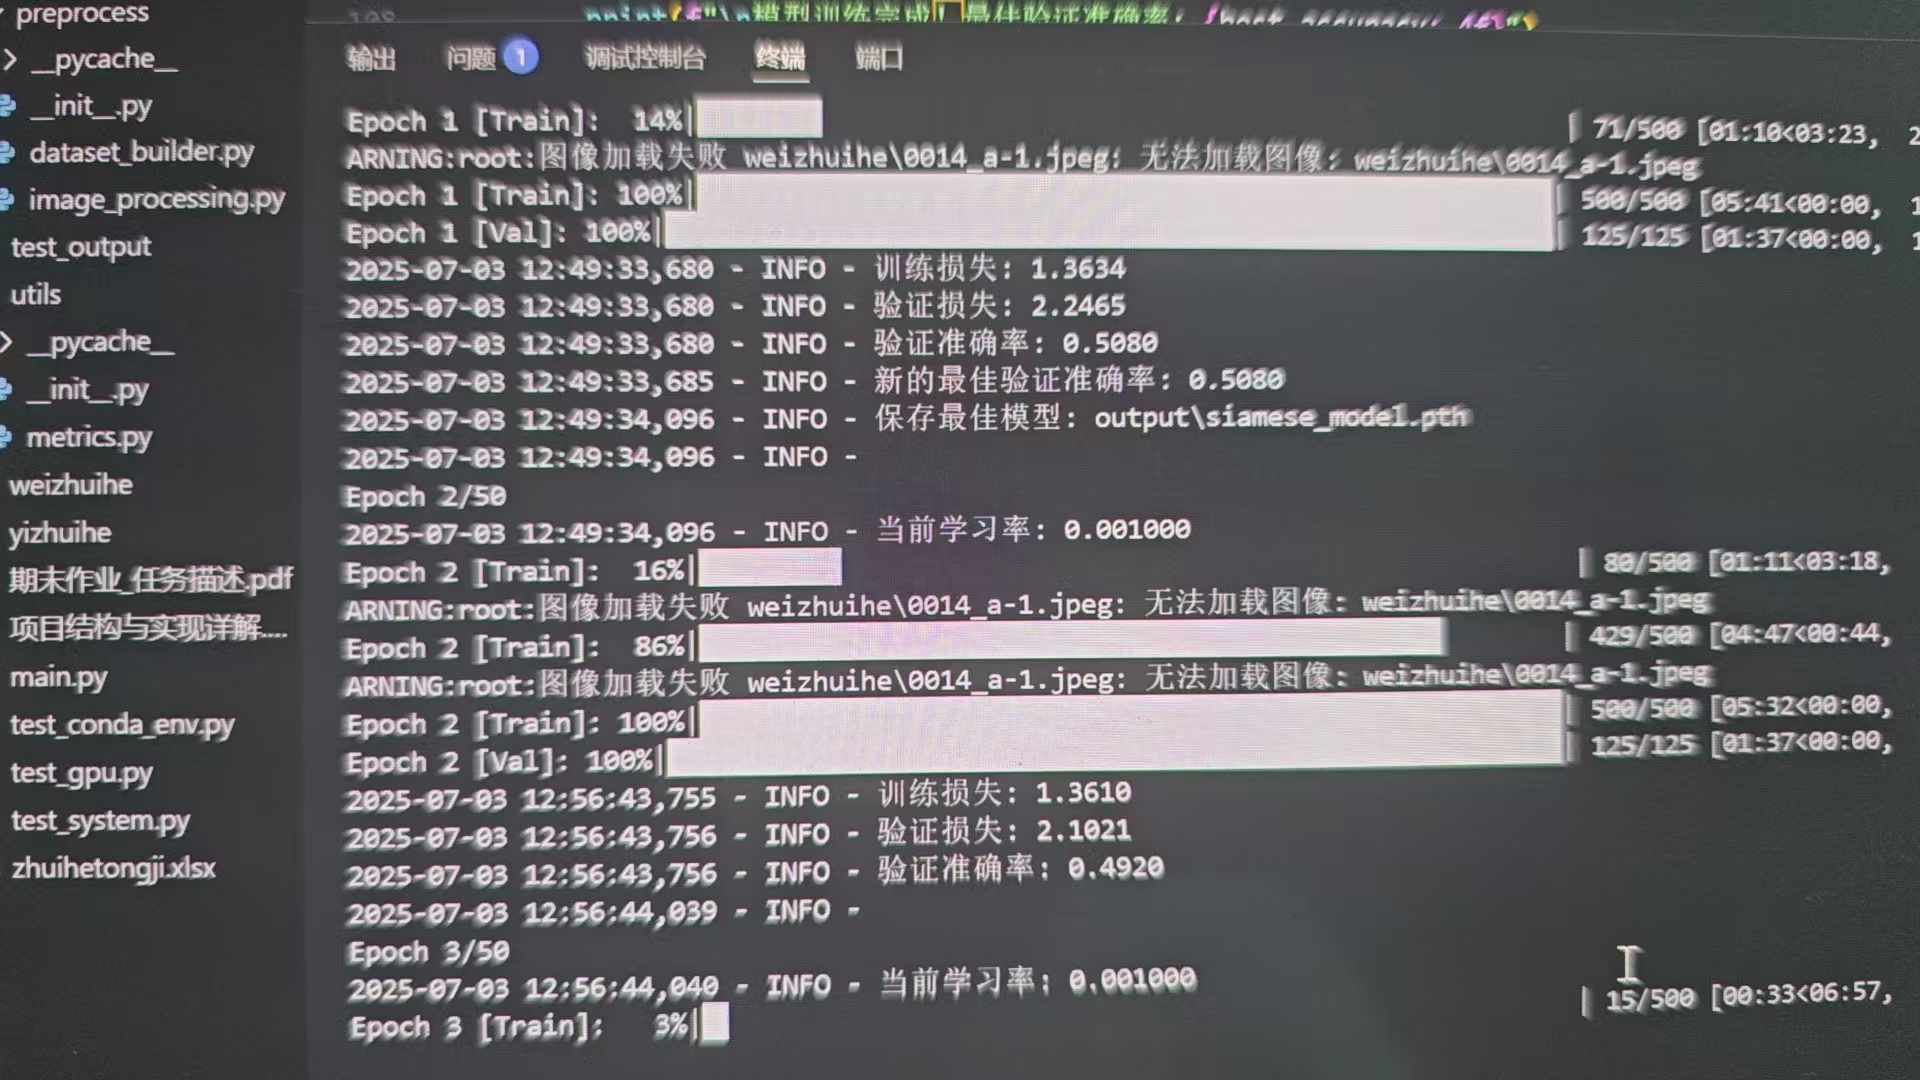 preprocess
__pycache__
__init__.py
dataset_builder.py
image_processing.py
test_output
utils
__pycache__
__init__.py
metrics.py
weizhuihe
yizhuihe
期末作业_任务描述.pdf
项目结构与实现详解....
main.py
test_conda_env.py
test_gpu.py
test_system.py
zhuihetongji.xlsx
输出 问题 1 调试控制台 终端 端口
Epoch 1 [Train]: 14%| | 71/500 [01:10<03:23,
ARNING:root:图像加载失败 weizhuihe\0014_a-1.jpeg: 无法加载图像: weizhuihe\0014_a-1.jpeg
Epoch 1 [Train]: 100%| | 500/500 [05:41<00:00,
Epoch 1 [Val]: 100%| | 125/125 [01:37<00:00,
2025-07-03 12:49:33,680 - INFO - 训练损失: 1.3634
2025-07-03 12:49:33,680 - INFO - 验证损失: 2.2465
2025-07-03 12:49:33,680 - INFO - 验证准确率: 0.5080
2025-07-03 12:49:33,685 - INFO - 新的最佳验证准确率: 0.5080
2025-07-03 12:49:34,096 - INFO - 保存最佳模型: output\siamese_model.pth
2025-07-03 12:49:34,096 - INFO -
Epoch 2/50
2025-07-03 12:49:34,096 - INFO - 当前学习率: 0.001000
Epoch 2 [Train]: 16%| | 80/500 [01:11<03:18,
ARNING:root:图像加载失败 weizhuihe\0014_a-1.jpeg: 无法加载图像: weizhuihe\0014_a-1.jpeg
Epoch 2 [Train]: 86%| | 429/500 [04:47<00:44,
ARNING:root:图像加载失败 weizhuihe\0014_a-1.jpeg: 无法加载图像: weizhuihe\0014_a-1.jpeg
Epoch 2 [Train]: 100%| | 500/500 [05:32<00:00,
Epoch 2 [Val]: 100%| | 125/125 [01:37<00:00,
2025-07-03 12:56:43,755 - INFO - 训练损失: 1.3610
2025-07-03 12:56:43,756 - INFO - 验证损失: 2.1021
2025-07-03 12:56:43,756 - INFO - 验证准确率: 0.4920
2025-07-03 12:56:44,039 - INFO -
Epoch 3/50
2025-07-03 12:56:44,040 - INFO - 当前学习率: 0.001000
Epoch 3 [Train]: 3%| | 15/500 [00:33<06:57,